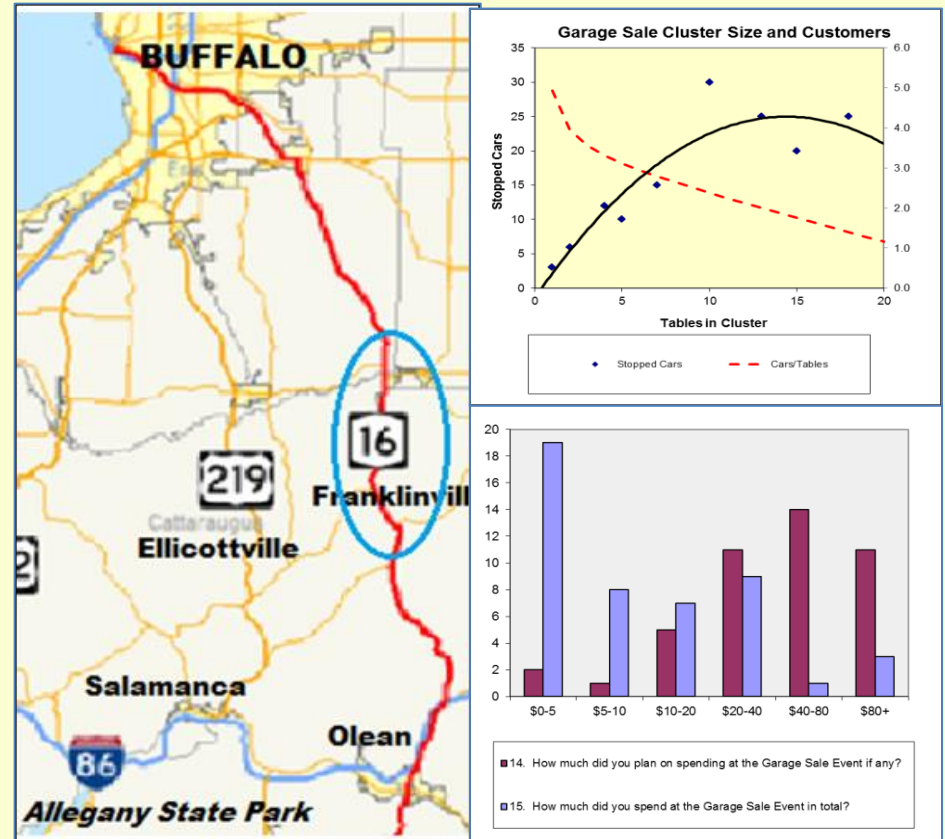 BUFFALO
Erie
16
219
Franklinvill
Cattaraugus
Ellicottville
Salamanca
Olean
86
Allegany State Park
Garage Sale Cluster Size and Customers
35
30
25
20
15
10
5
0
6.0
5.0
4.0
3.0
2.0
1.0
0.0
Stopped Cars
0 5 10 15 20
Tables in Cluster
Stopped Cars Cars/Tables
20
18
16
14
12
10
8
6
4
2
0
$0-5 $5-10 $10-20 $20-40 $40-80 $80+
14. How much did you plan on spending at the Garage Sale Event if any?
15. How much did you spend at the Garage Sale Event in total?